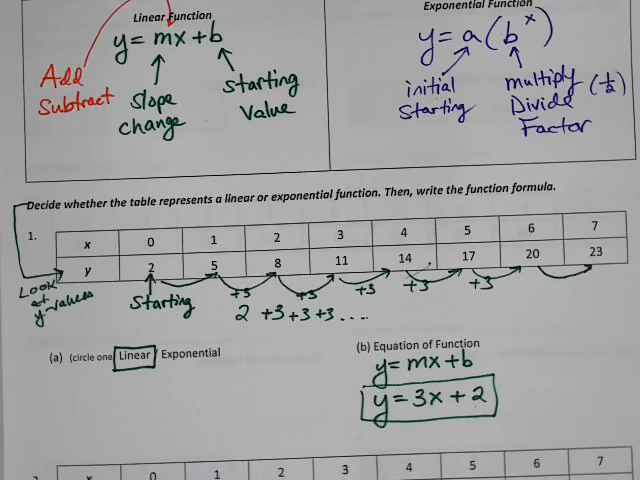 Linear Function
y = mx + b
Add
Subtract
slope
change
starting
value
Exponential Function
y = a(b^x)
initial
starting
multiply (1/2)
Divide
Factor
Decide whether the table represents a linear or exponential function. Then, write the function formula.
1.
x 0 1 2 3 4 5 6 7
y 2 5 8 11 14 17 20 23
Look
at
y-values
Starting
+3 +3 +3 +3 +3
2 +3 +3 +3 ....
(a) (circle one) Linear / Exponential
(b) Equation of Function
y = mx + b
y = 3x + 2
x 0 1 2 3 4 5 6 7